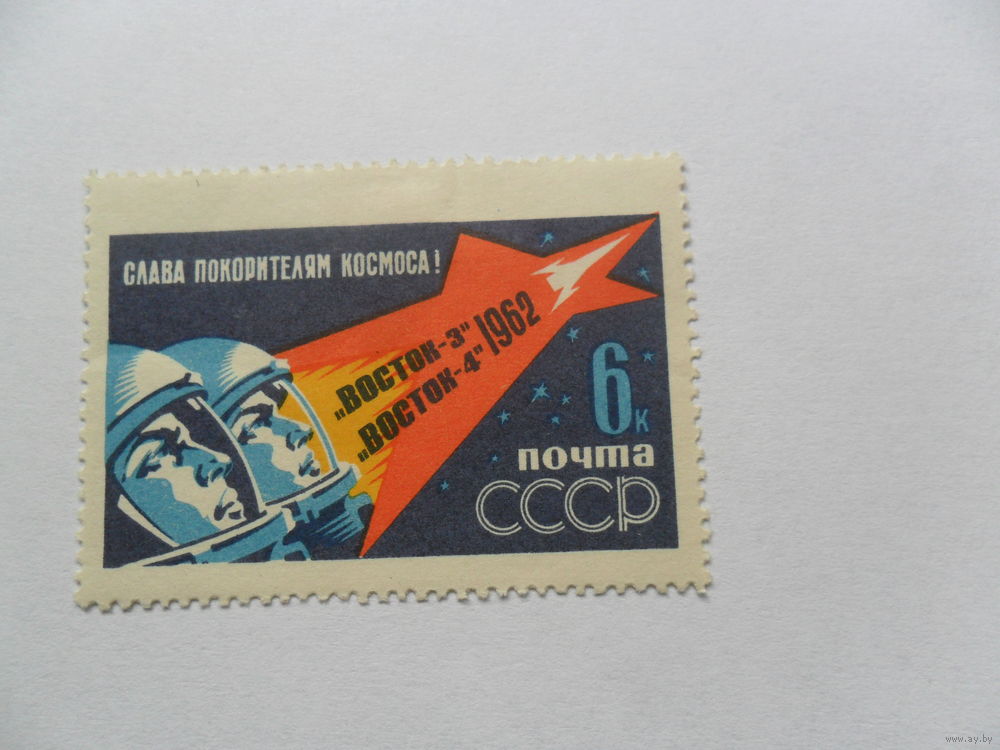 СЛАВА ПОКОРИТЕЛЯМ КОСМОСА!
„ВОСТОК-3"
„ВОСТОК-4"
1962
6к
почта
СССР
www.ay.by